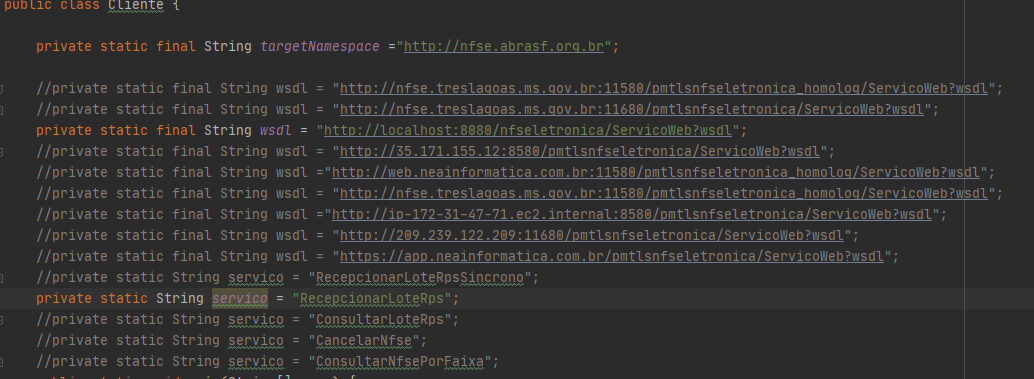 public class Cliente {
private static final String targetNamespace ="http://nfse.abrasf.org.br";
//private static final String wsdl = "http://nfse.treslagoas.ms.gov.br:11580/pmtlsnfseletronica_homolog/ServicoWeb?wsdl";
//private static final String wsdl = "http://nfse.treslagoas.ms.gov.br:11680/pmtlsnfseletronica/ServicoWeb?wsdl";
private static final String wsdl = "http://localhost:8080/nfseletronica/ServicoWeb?wsdl";
//private static final String wsdl = "http://35.171.155.12:8580/pmtlsnfseletronica/ServicoWeb?wsdl";
//private static final String wsdl ="http://web.neainformatica.com.br:11580/pmtlsnfseletronica_homolog/ServicoWeb?wsdl";
//private static final String wsdl = "http://nfse.treslagoas.ms.gov.br:11580/pmtlsnfseletronica_homolog/ServicoWeb?wsdl";
//private static final String wsdl ="http://ip-172-31-47-71.ec2.internal:8580/pmtlsnfseletronica/ServicoWeb?wsdl";
//private static final String wsdl = "http://209.239.122.209:11680/pmtlsnfseletronica/ServicoWeb?wsdl";
//private static final String wsdl = "https://app.neainformatica.com.br/pmtlsnfseletronica/ServicoWeb?wsdl";
//private static String servico = "RecepcionarLoteRpsSincrono";
private static String servico = "RecepcionarLoteRps";
//private static String servico = "ConsultarLoteRps";
//private static String servico = "CancelarNfse";
//private static String servico = "ConsultarNfsePorFaixa";